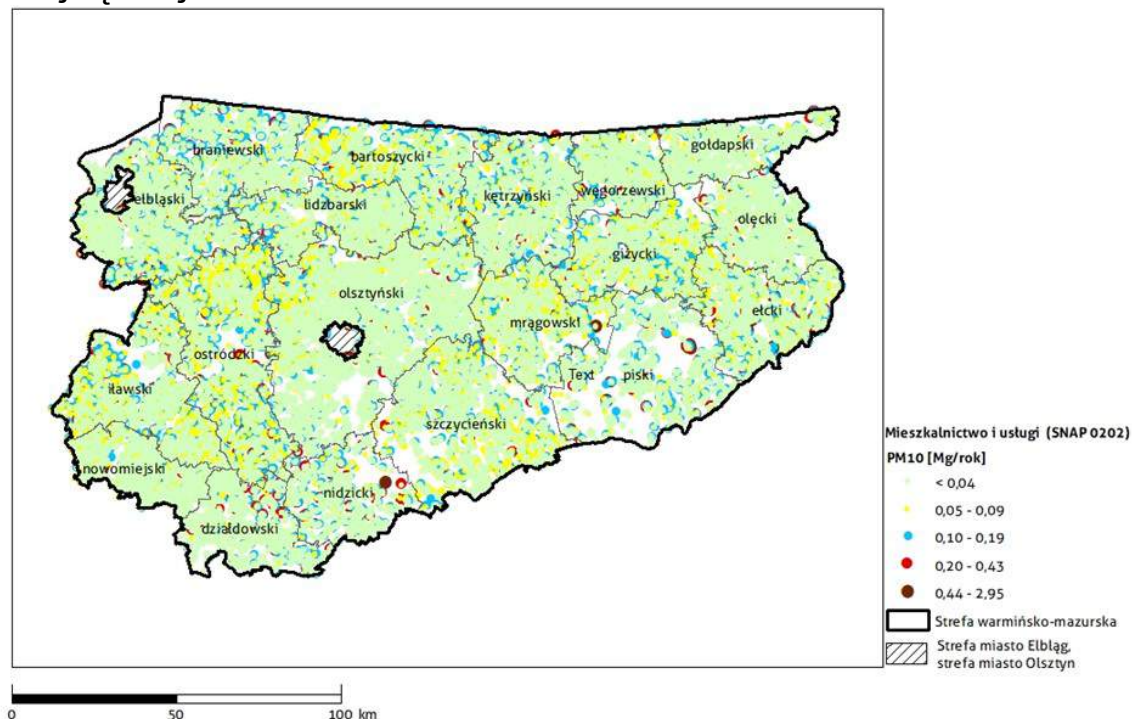 braniewski
bartoszycki
gołdapski
elbląski
lidzbarski
kętrzyński
węgorzewski
olecki
giżycki
olsztyński
mrągowski
ełcki
ostródzki
Text
piski
iławski
szczycieński
nowomiejski
nidzicki
działdowski
Mieszkalnictwo i usługi (SNAP 0202)
PM10 [Mg/rok]
< 0,04
0,05 - 0,09
0,10 - 0,19
0,20 - 0,43
0,44 - 2,95
Strefa warmińsko-mazurska
Strefa miasto Elbląg,
strefa miasto Olsztyn
0 50 100 km